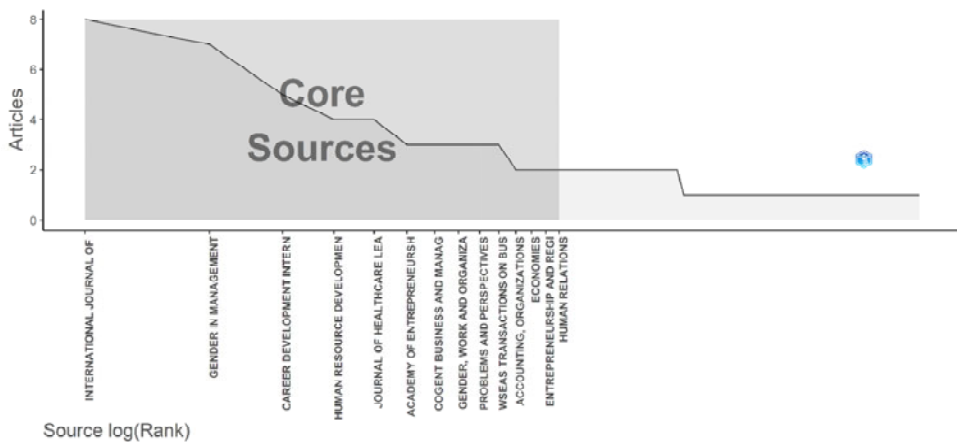 8
6
4
2
0
Articles
Core
Sources
INTERNATIONAL JOURNAL OF
GENDER IN MANAGEMENT
CAREER DEVELOPMENT INTERN
HUMAN RESOURCE DEVELOPMEN
JOURNAL OF HEALTHCARE LEA
ACADEMY OF ENTREPRENEURSH
COGENT BUSINESS AND MANAG
GENDER, WORK AND ORGANIZA
PROBLEMS AND PERSPECTIVES
WSEAS TRANSACTIONS ON BUS
ACCOUNTING, ORGANIZATIONS
ECONOMIES
ENTREPRENEURSHIP AND REGI
HUMAN RELATIONS
Source log(Rank)